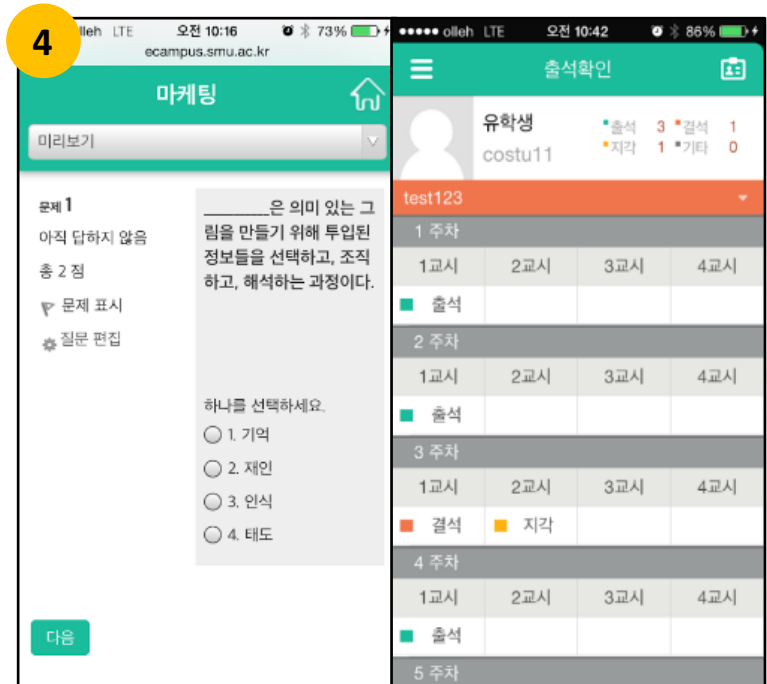 4
lleh LTE 오전 10:16 73%
ecampus.smu.ac.kr
마케팅
미리보기
문제 1
아직 답하지 않음
총 2 점
문제 표시
질문 편집
________은 의미 있는 그
림을 만들기 위해 투입된
정보들을 선택하고, 조직
하고, 해석하는 과정이다.
하나를 선택하세요.
1. 기억
2. 재인
3. 인식
4. 태도
다음
olleh LTE 오전 10:42 86%
출석확인
유학생
costu11
출석 3 결석 1
지각 1 기타 0
test123
1 주차
1교시 2교시 3교시 4교시
출석
2 주차
1교시 2교시 3교시 4교시
출석
3 주차
1교시 2교시 3교시 4교시
결석 지각
4 주차
1교시 2교시 3교시 4교시
출석
5 주차